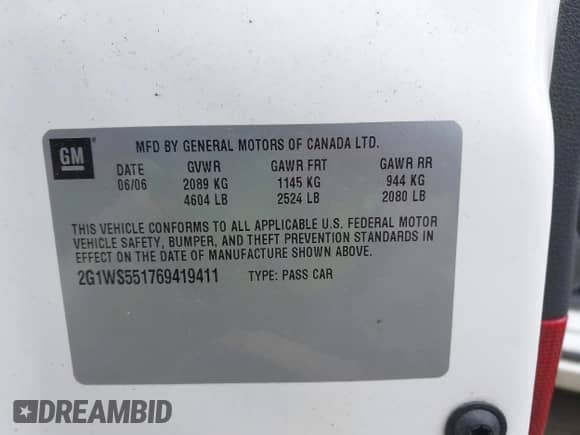 GM
MFD BY GENERAL MOTORS OF CANADA LTD.
DATE GVWR GAWR FRT GAWR RR
06/06 2089 KG 1145 KG 944 KG
4604 LB 2524 LB 2080 LB
THIS VEHICLE CONFORMS TO ALL APPLICABLE U.S. FEDERAL MOTOR
VEHICLE SAFETY, BUMPER, AND THEFT PREVENTION STANDARDS IN
EFFECT ON THE DATE OF MANUFACTURE SHOWN ABOVE.
2G1WS551769419411 TYPE: PASS CAR
DREAMBID